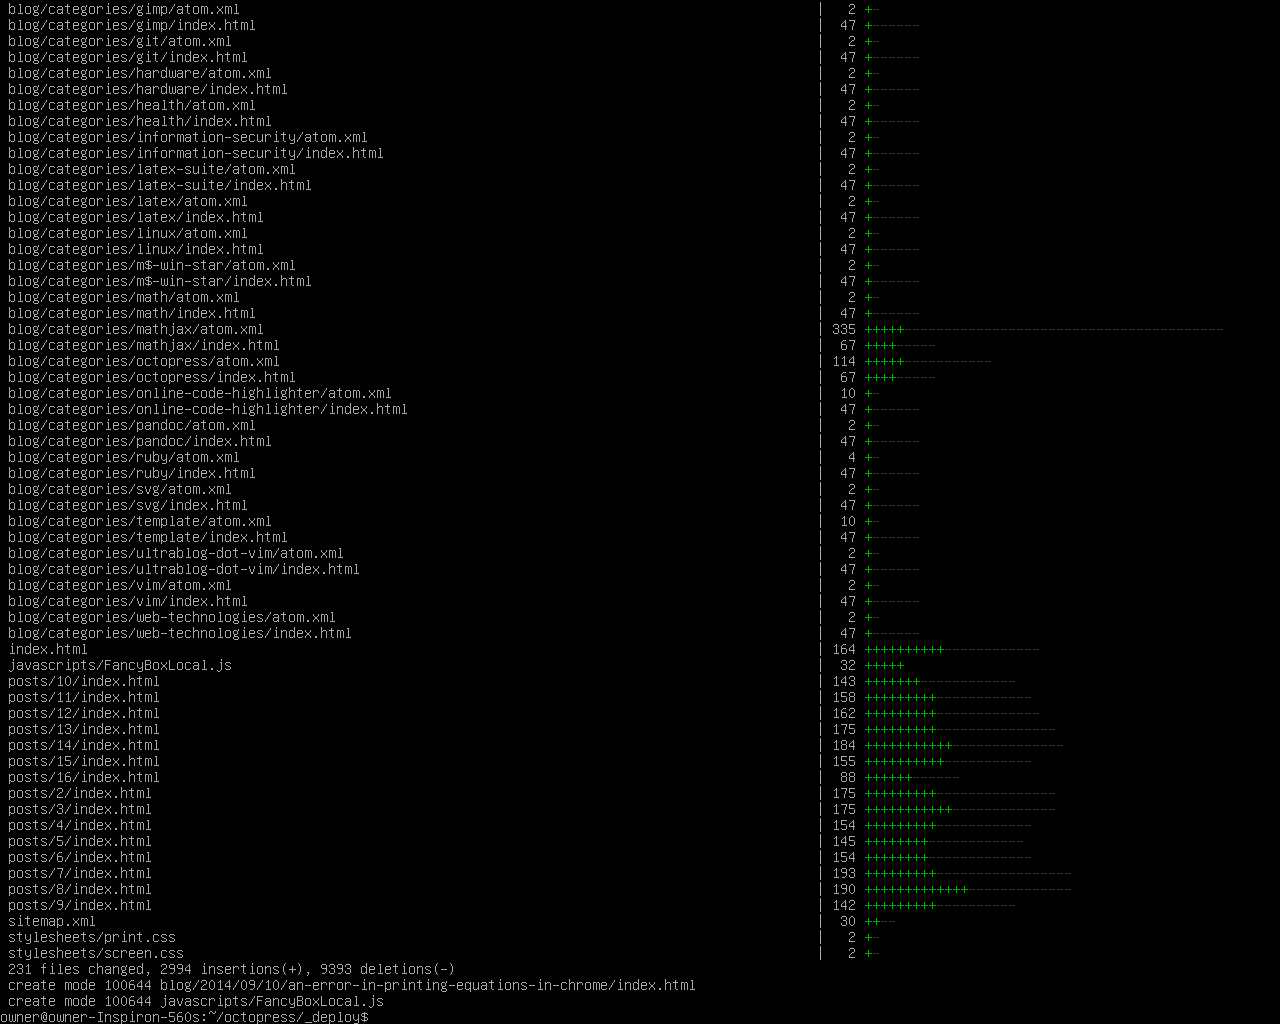 blog/categories/gimp/atom.xml | 2 +-
blog/categories/gimp/index.html | 47 +------
blog/categories/git/atom.xml | 2 +-
blog/categories/git/index.html | 47 +------
blog/categories/hardware/atom.xml | 2 +-
blog/categories/hardware/index.html | 47 +------
blog/categories/health/atom.xml | 2 +-
blog/categories/health/index.html | 47 +------
blog/categories/information-security/atom.xml | 2 +-
blog/categories/information-security/index.html | 47 +------
blog/categories/latex-suite/atom.xml | 2 +-
blog/categories/latex-suite/index.html | 47 +------
blog/categories/latex/atom.xml | 2 +-
blog/categories/latex/index.html | 47 +------
blog/categories/linux/atom.xml | 2 +-
blog/categories/linux/index.html | 47 +------
blog/categories/m$-win-star/atom.xml | 2 +-
blog/categories/m$-win-star/index.html | 47 +------
blog/categories/math/atom.xml | 2 +-
blog/categories/math/index.html | 47 +------
blog/categories/mathjax/atom.xml | 335 +++++----------------------------------------
blog/categories/mathjax/index.html | 67 ++++-----
blog/categories/octopress/atom.xml | 114 +++++-----------
blog/categories/octopress/index.html | 67 ++++-----
blog/categories/online-code-highlighter/atom.xml | 10 +-
blog/categories/online-code-highlighter/index.html | 47 +------
blog/categories/pandoc/atom.xml | 2 +-
blog/categories/pandoc/index.html | 47 +------
blog/categories/ruby/atom.xml | 4 +-
blog/categories/ruby/index.html | 47 +------
blog/categories/svg/atom.xml | 2 +-
blog/categories/svg/index.html | 47 +------
blog/categories/template/atom.xml | 10 +-
blog/categories/template/index.html | 47 +------
blog/categories/ultrablog-dot-vim/atom.xml | 2 +-
blog/categories/ultrablog-dot-vim/index.html | 47 +------
blog/categories/vim/atom.xml | 2 +-
blog/categories/vim/index.html | 47 +------
blog/categories/web-technologies/atom.xml | 2 +-
blog/categories/web-technologies/index.html | 47 +------
index.html | 164 ++++++++++------------
javascripts/FancyBoxLocal.js | 32 +++++
posts/10/index.html | 143 +++++++------------
posts/11/index.html | 158 +++++++++------------
posts/12/index.html | 162 +++++++++-------------
posts/13/index.html | 175 +++++++++---------------
posts/14/index.html | 184 +++++++++++--------------
posts/15/index.html | 155 ++++++++++-----------
posts/16/index.html | 88 ++++++------
posts/2/index.html | 175 +++++++++---------------
posts/3/index.html | 175 +++++++++++-------------
posts/4/index.html | 154 +++++++++------------
posts/5/index.html | 145 ++++++++------------
posts/6/index.html | 154 ++++++++-------------
posts/7/index.html | 193 +++++++++-----------------
posts/8/index.html | 190 +++++++++++++-------------
posts/9/index.html | 142 +++++++++----------
sitemap.xml | 30 ++--
stylesheets/print.css | 2 +-
stylesheets/screen.css | 2 +-
231 files changed, 2994 insertions(+), 9393 deletions(-)
create mode 100644 blog/2014/09/10/an-error-in-printing-equations-in-chrome/index.html
create mode 100644 javascripts/FancyBoxLocal.js
owner@owner-Inspiron-560s:~/octopress/_deploy$